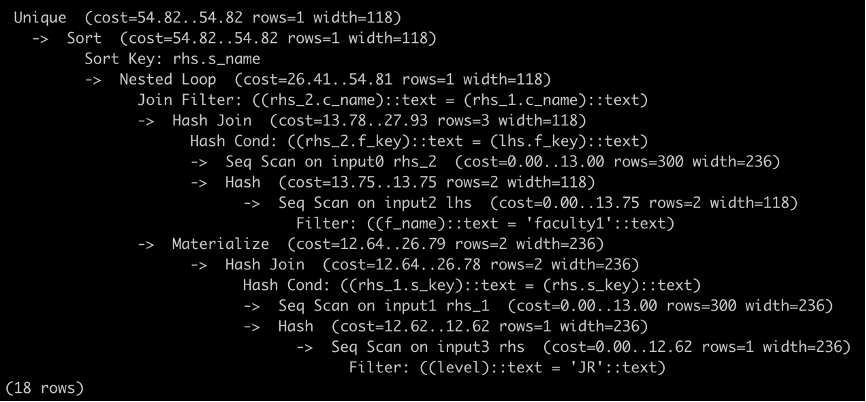 Unique  (cost=54.82..54.82 rows=1 width=118)
  ->  Sort  (cost=54.82..54.82 rows=1 width=118)
        Sort Key: rhs.s_name
        ->  Nested Loop  (cost=26.41..54.81 rows=1 width=118)
              Join Filter: ((rhs_2.c_name)::text = (rhs_1.c_name)::text)
              ->  Hash Join  (cost=13.78..27.93 rows=3 width=118)
                    Hash Cond: ((rhs_2.f_key)::text = (lhs.f_key)::text)
                    ->  Seq Scan on input0 rhs_2  (cost=0.00..13.00 rows=300 width=236)
                    ->  Hash  (cost=13.75..13.75 rows=2 width=118)
                          ->  Seq Scan on input2 lhs  (cost=0.00..13.75 rows=2 width=118)
                                Filter: ((f_name)::text = 'faculty1'::text)
              ->  Materialize  (cost=12.64..26.79 rows=2 width=236)
                    ->  Hash Join  (cost=12.64..26.78 rows=2 width=236)
                          Hash Cond: ((rhs_1.s_key)::text = (rhs.s_key)::text)
                          ->  Seq Scan on input1 rhs_1  (cost=0.00..13.00 rows=300 width=236)
                          ->  Hash  (cost=12.62..12.62 rows=1 width=236)
                                ->  Seq Scan on input3 rhs  (cost=0.00..12.62 rows=1 width=236)
                                      Filter: ((level)::text = 'JR'::text)
(18 rows)